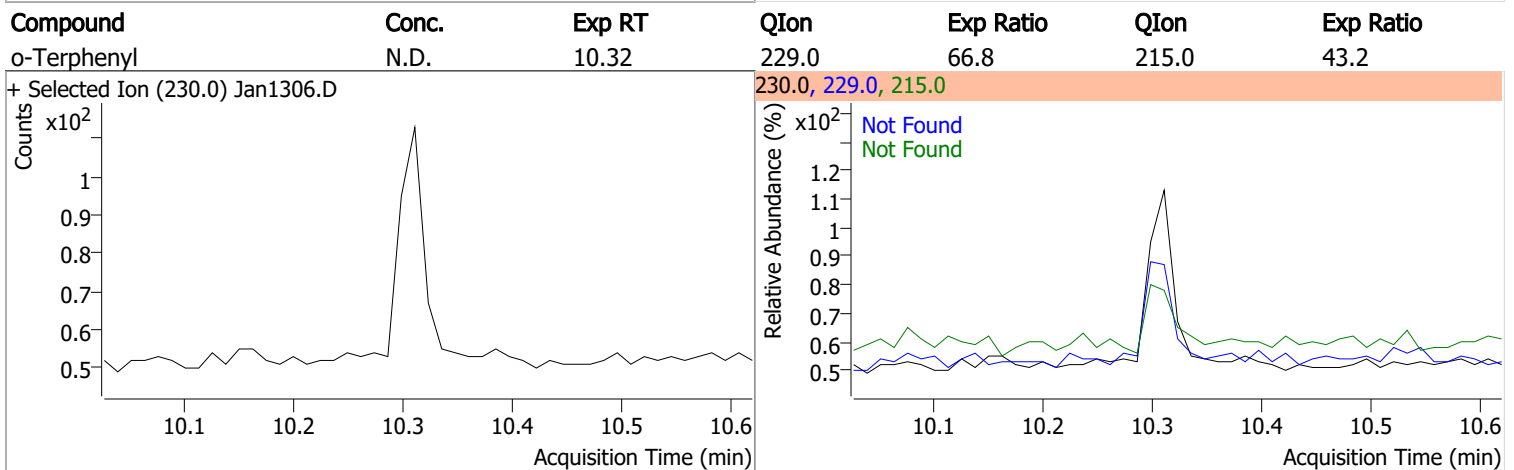 Compound Conc. Exp RT QIon Exp Ratio QIon Exp Ratio
o-Terphenyl N.D. 10.32 229.0 66.8 215.0 43.2
+ Selected Ion (230.0) Jan1306.D
Counts
x10²
1
0.9
0.8
0.7
0.6
0.5
10.1 10.2 10.3 10.4 10.5 10.6
Acquisition Time (min)
230.0, 229.0, 215.0
Relative Abundance (%)
x10²
Not Found
Not Found
1.2
1.1
1
0.9
0.8
0.7
0.6
0.5
10.1 10.2 10.3 10.4 10.5 10.6
Acquisition Time (min)